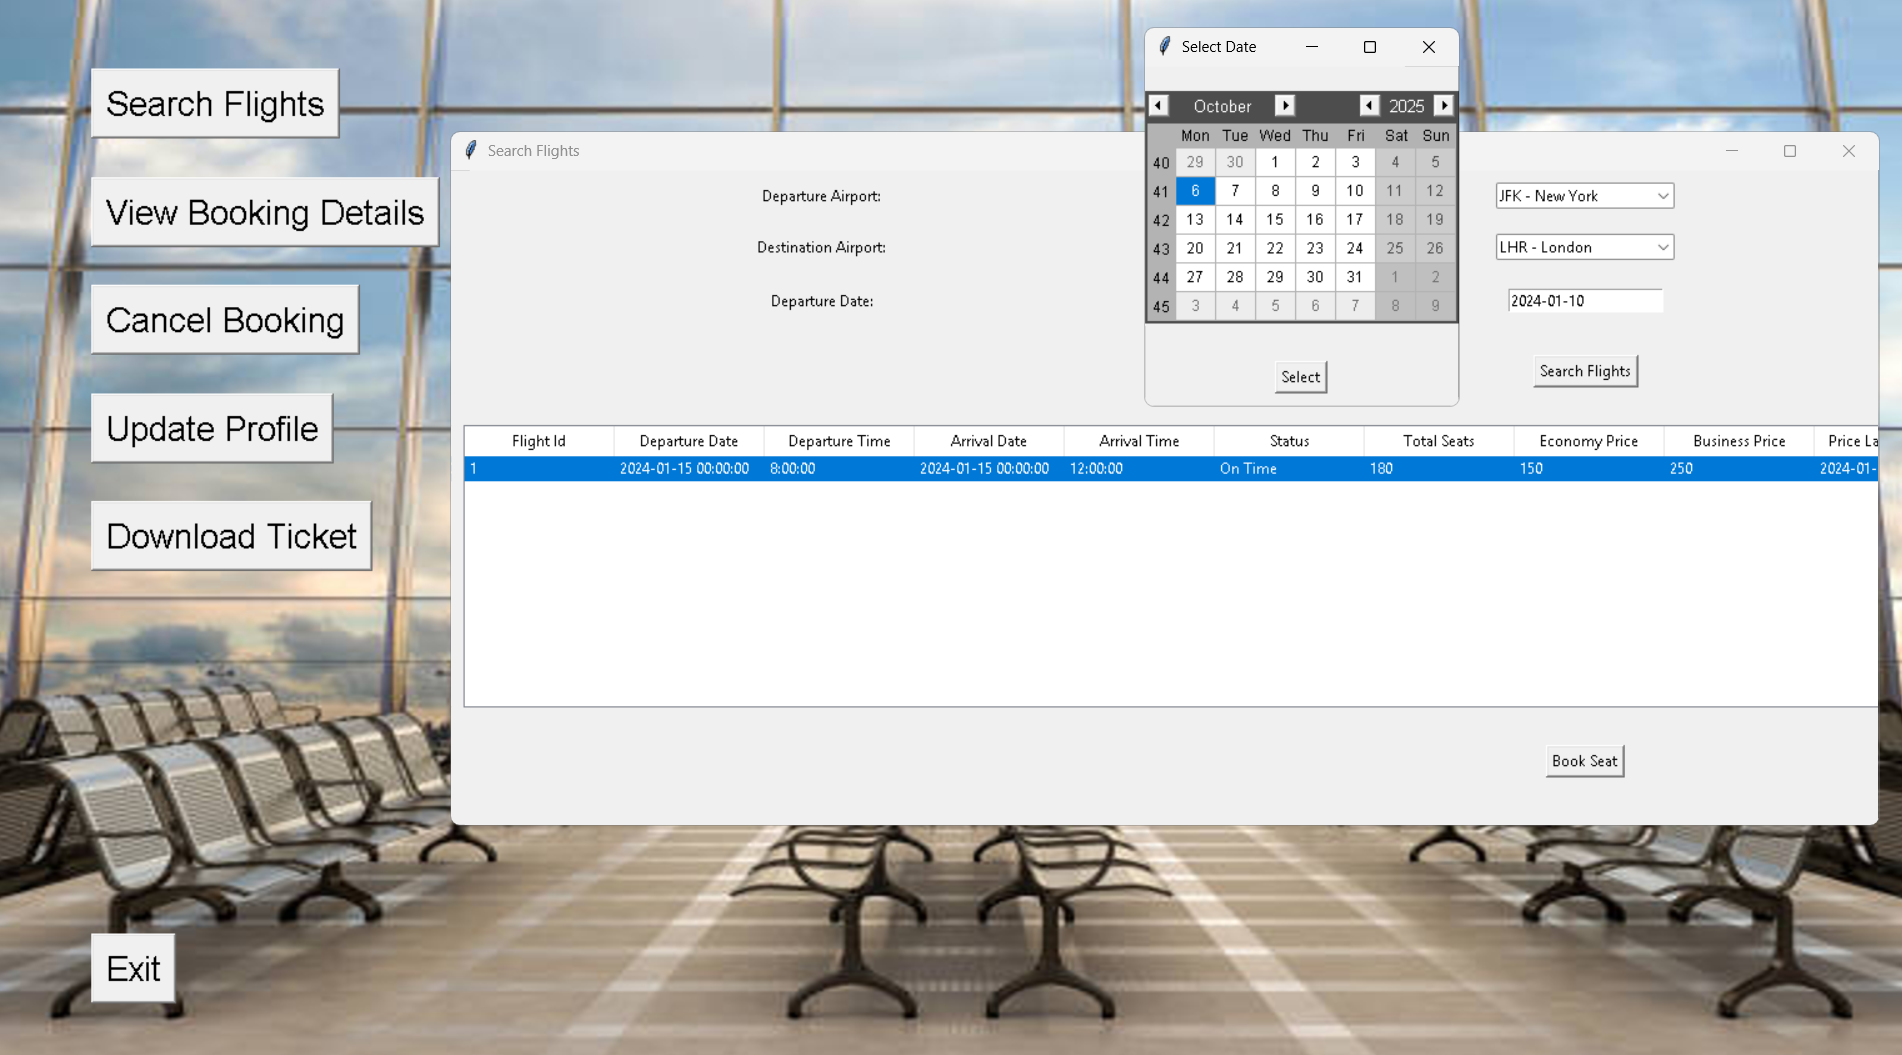 Search Flights
View Booking Details
Cancel Booking
Update Profile
Download Ticket
Exit
Search Flights
Departure Airport:
JFK - New York
Destination Airport:
LHR - London
Departure Date:
2024-01-10
Search Flights
Select Date
October 2025
Mon Tue Wed Thu Fri Sat Sun
40 29 30 1 2 3 4 5
41 6 7 8 9 10 11 12
42 13 14 15 16 17 18 19
43 20 21 22 23 24 25 26
44 27 28 29 30 31 1 2
45 3 4 5 6 7 8 9
Select
Flight Id Departure Date Departure Time Arrival Date Arrival Time Status Total Seats Economy Price Business Price Price La
1 2024-01-15 00:00:00 8:00:00 2024-01-15 00:00:00 12:00:00 On Time 180 150 250 2024-01-
Book Seat